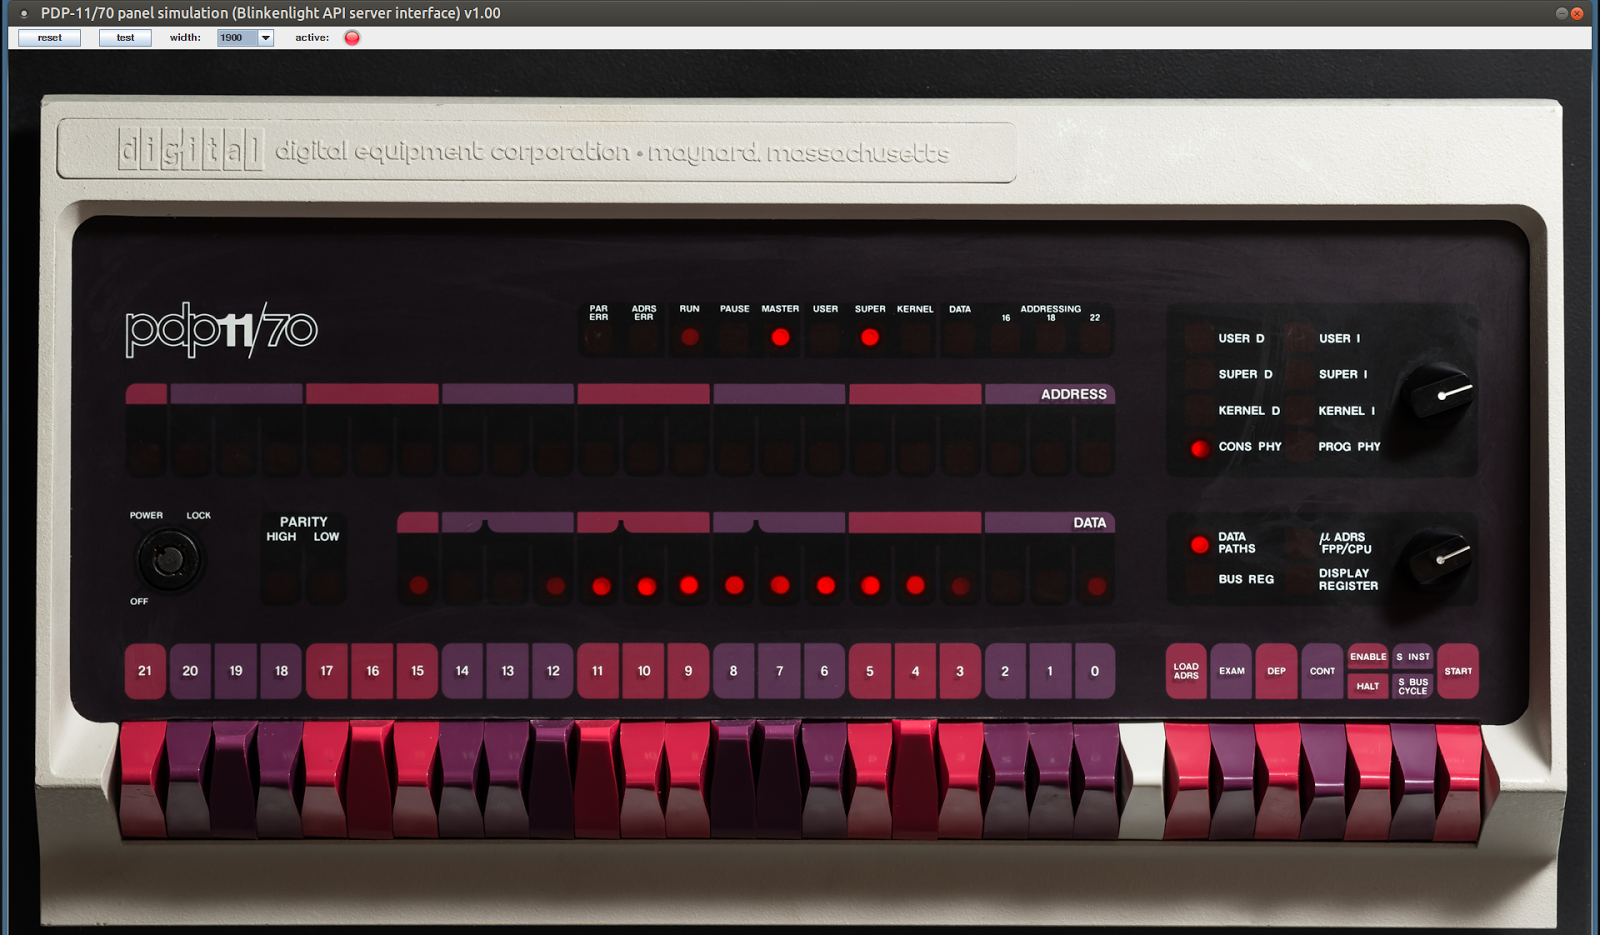 PDP-11/70 panel simulation (Blinkenlight API server interface) v1.00
reset test width: 1900 active:
digital digital equipment corporation • maynard, massachusetts
pdp11/70
PAR ERR ADRS ERR RUN PAUSE MASTER USER SUPER KERNEL DATA ADDRESSING 16 18 22
ADDRESS
USER D USER I
SUPER D SUPER I
KERNEL D KERNEL I
CONS PHY PROG PHY
POWER LOCK
OFF
PARITY
HIGH LOW
DATA
DATA PATHS μ ADRS FPP/CPU
BUS REG DISPLAY REGISTER
21 20 19 18 17 16 15 14 13 12 11 10 9 8 7 6 5 4 3 2 1 0
LOAD ADRS EXAM DEP CONT ENABLE HALT S INST S BUS CYCLE START